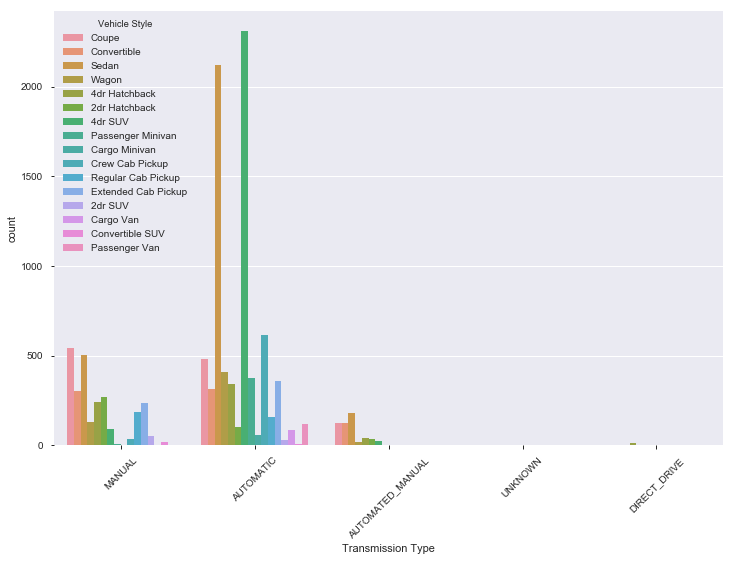 Vehicle Style
Coupe
Convertible
Sedan
Wagon
4dr Hatchback
2dr Hatchback
4dr SUV
Passenger Minivan
Cargo Minivan
Crew Cab Pickup
Regular Cab Pickup
Extended Cab Pickup
2dr SUV
Cargo Van
Convertible SUV
Passenger Van
2000
1500
1000
500
0
count
MANUAL
AUTOMATIC
AUTOMATED_MANUAL
UNKNOWN
DIRECT_DRIVE
Transmission Type